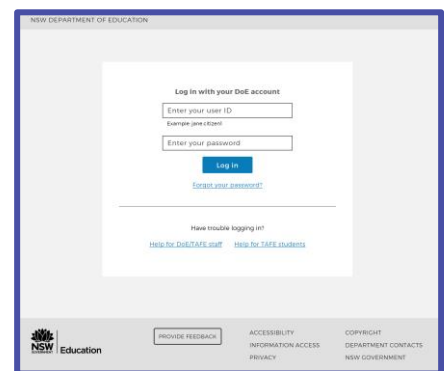 NSW DEPARTMENT OF EDUCATION
Log in with your DoE account
Enter your user ID
Example: jane.citizen1
Enter your password
Log in
Forgot your password?
Have trouble logging in?
Help for DoE/TAFE staff Help for TAFE students
NSW
GOVERNMENT
Education
PROVIDE FEEDBACK
ACCESSIBILITY
INFORMATION ACCESS
PRIVACY
COPYRIGHT
DEPARTMENT CONTACTS
NSW GOVERNMENT